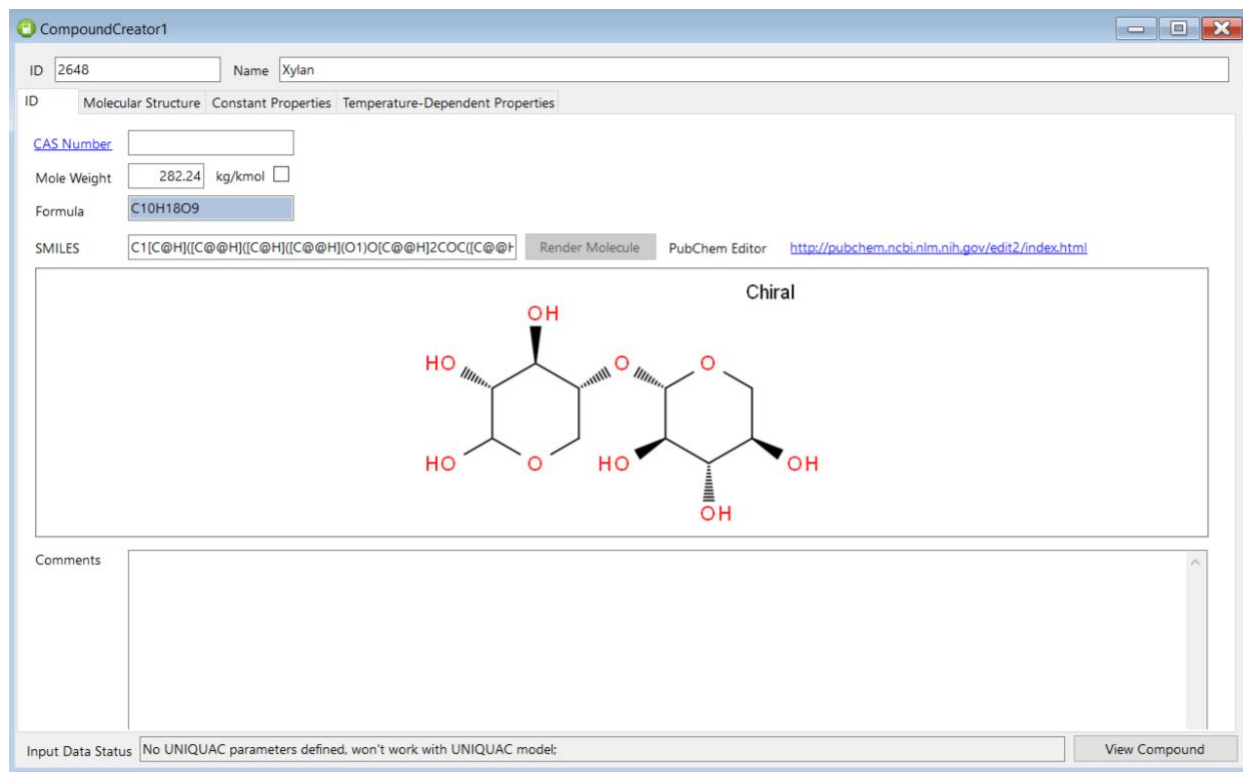 CompoundCreator1
ID 2648 Name Xylan
ID Molecular Structure Constant Properties Temperature-Dependent Properties
CAS Number
Mole Weight 282.24 kg/kmol
Formula C10H18O9
SMILES C1[C@H]([C@@H]([C@H]([C@@H](O1)O[C@@H]2COC([C@@H Render Molecule PubChem Editor http://pubchem.ncbi.nlm.nih.gov/edit2/index.html
Chiral
OH
HO O O
HO O HO OH
OH
Comments
Input Data Status No UNIQUAC parameters defined, won't work with UNIQUAC model; View Compound